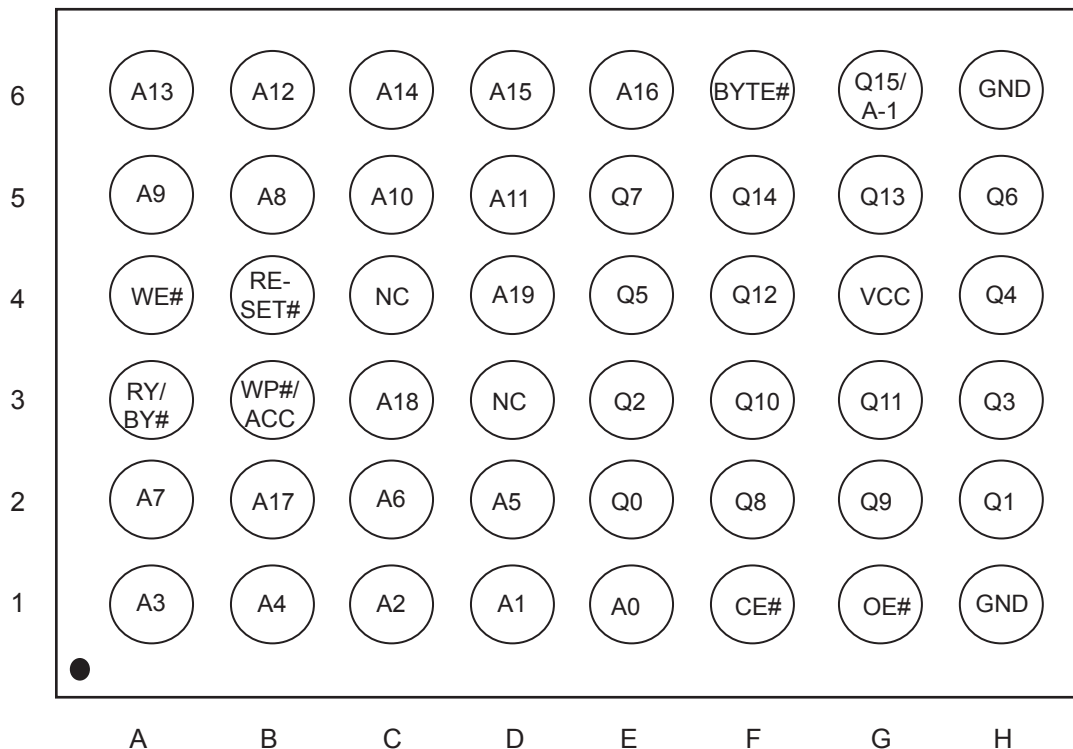 6 A13 A12 A14 A15 A16 BYTE# Q15/ A-1 GND
5 A9 A8 A10 A11 Q7 Q14 Q13 Q6
4 WE# RE- SET# NC A19 Q5 Q12 VCC Q4
3 RY/ BY# WP#/ ACC A18 NC Q2 Q10 Q11 Q3
2 A7 A17 A6 A5 Q0 Q8 Q9 Q1
1 A3 A4 A2 A1 A0 CE# OE# GND
A B C D E F G H